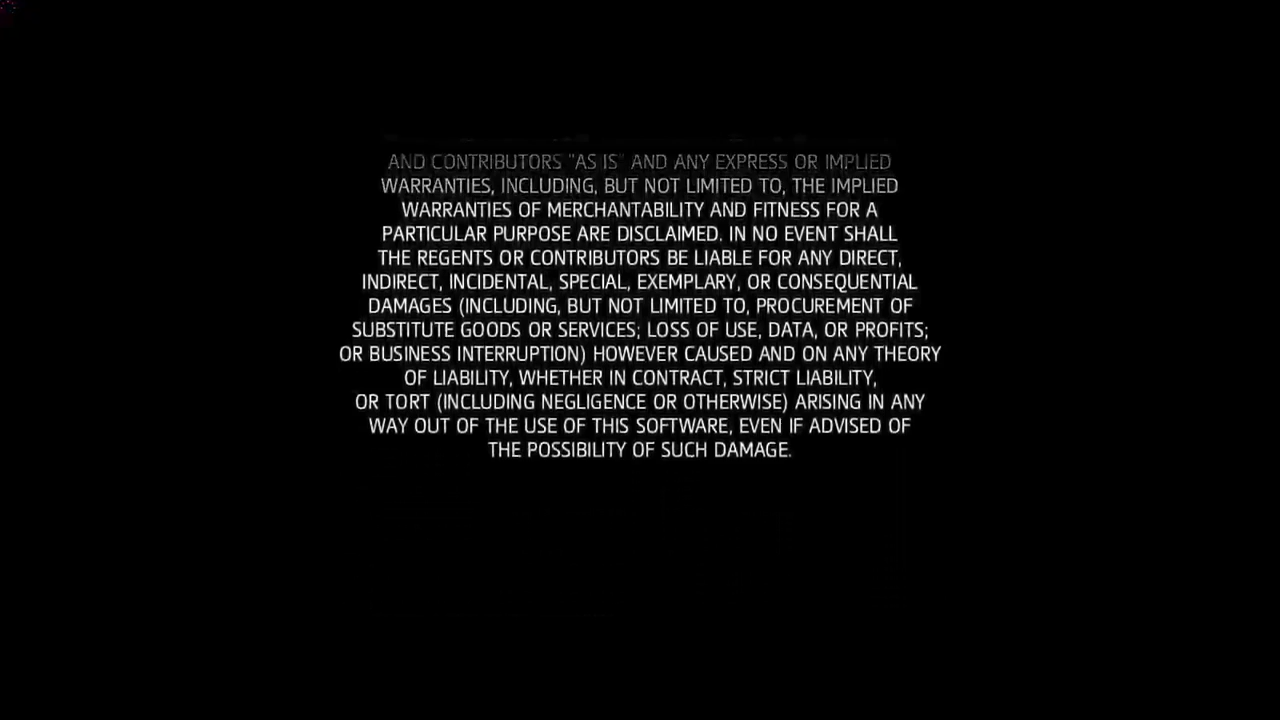 AND CONTRIBUTORS "AS IS" AND ANY EXPRESS OR IMPLIED
WARRANTIES, INCLUDING, BUT NOT LIMITED TO, THE IMPLIED
WARRANTIES OF MERCHANTABILITY AND FITNESS FOR A
PARTICULAR PURPOSE ARE DISCLAIMED. IN NO EVENT SHALL
THE REGENTS OR CONTRIBUTORS BE LIABLE FOR ANY DIRECT,
INDIRECT, INCIDENTAL, SPECIAL, EXEMPLARY, OR CONSEQUENTIAL
DAMAGES (INCLUDING, BUT NOT LIMITED TO, PROCUREMENT OF
SUBSTITUTE GOODS OR SERVICES; LOSS OF USE, DATA, OR PROFITS;
OR BUSINESS INTERRUPTION) HOWEVER CAUSED AND ON ANY THEORY
OF LIABILITY, WHETHER IN CONTRACT, STRICT LIABILITY,
OR TORT (INCLUDING NEGLIGENCE OR OTHERWISE) ARISING IN ANY
WAY OUT OF THE USE OF THIS SOFTWARE, EVEN IF ADVISED OF
THE POSSIBILITY OF SUCH DAMAGE.